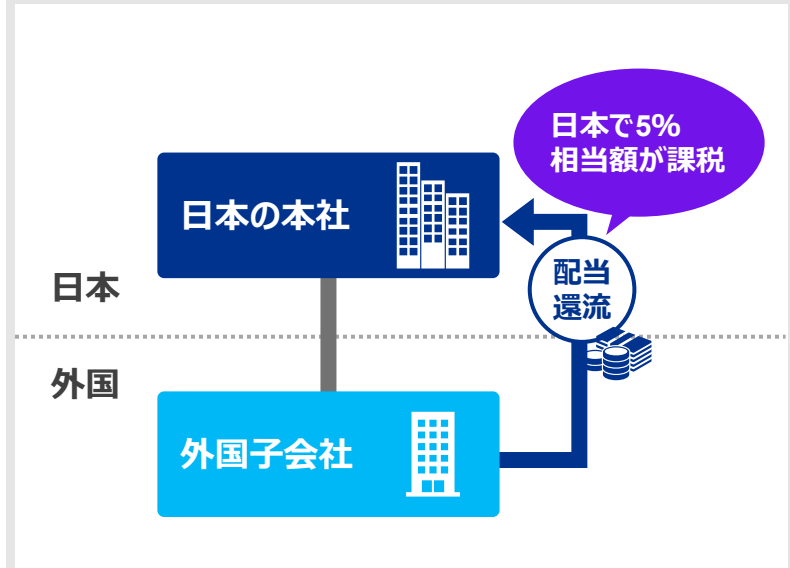 日本で5%
相当額が課税
日本の本社
配当
還流
日本
外国
外国子会社